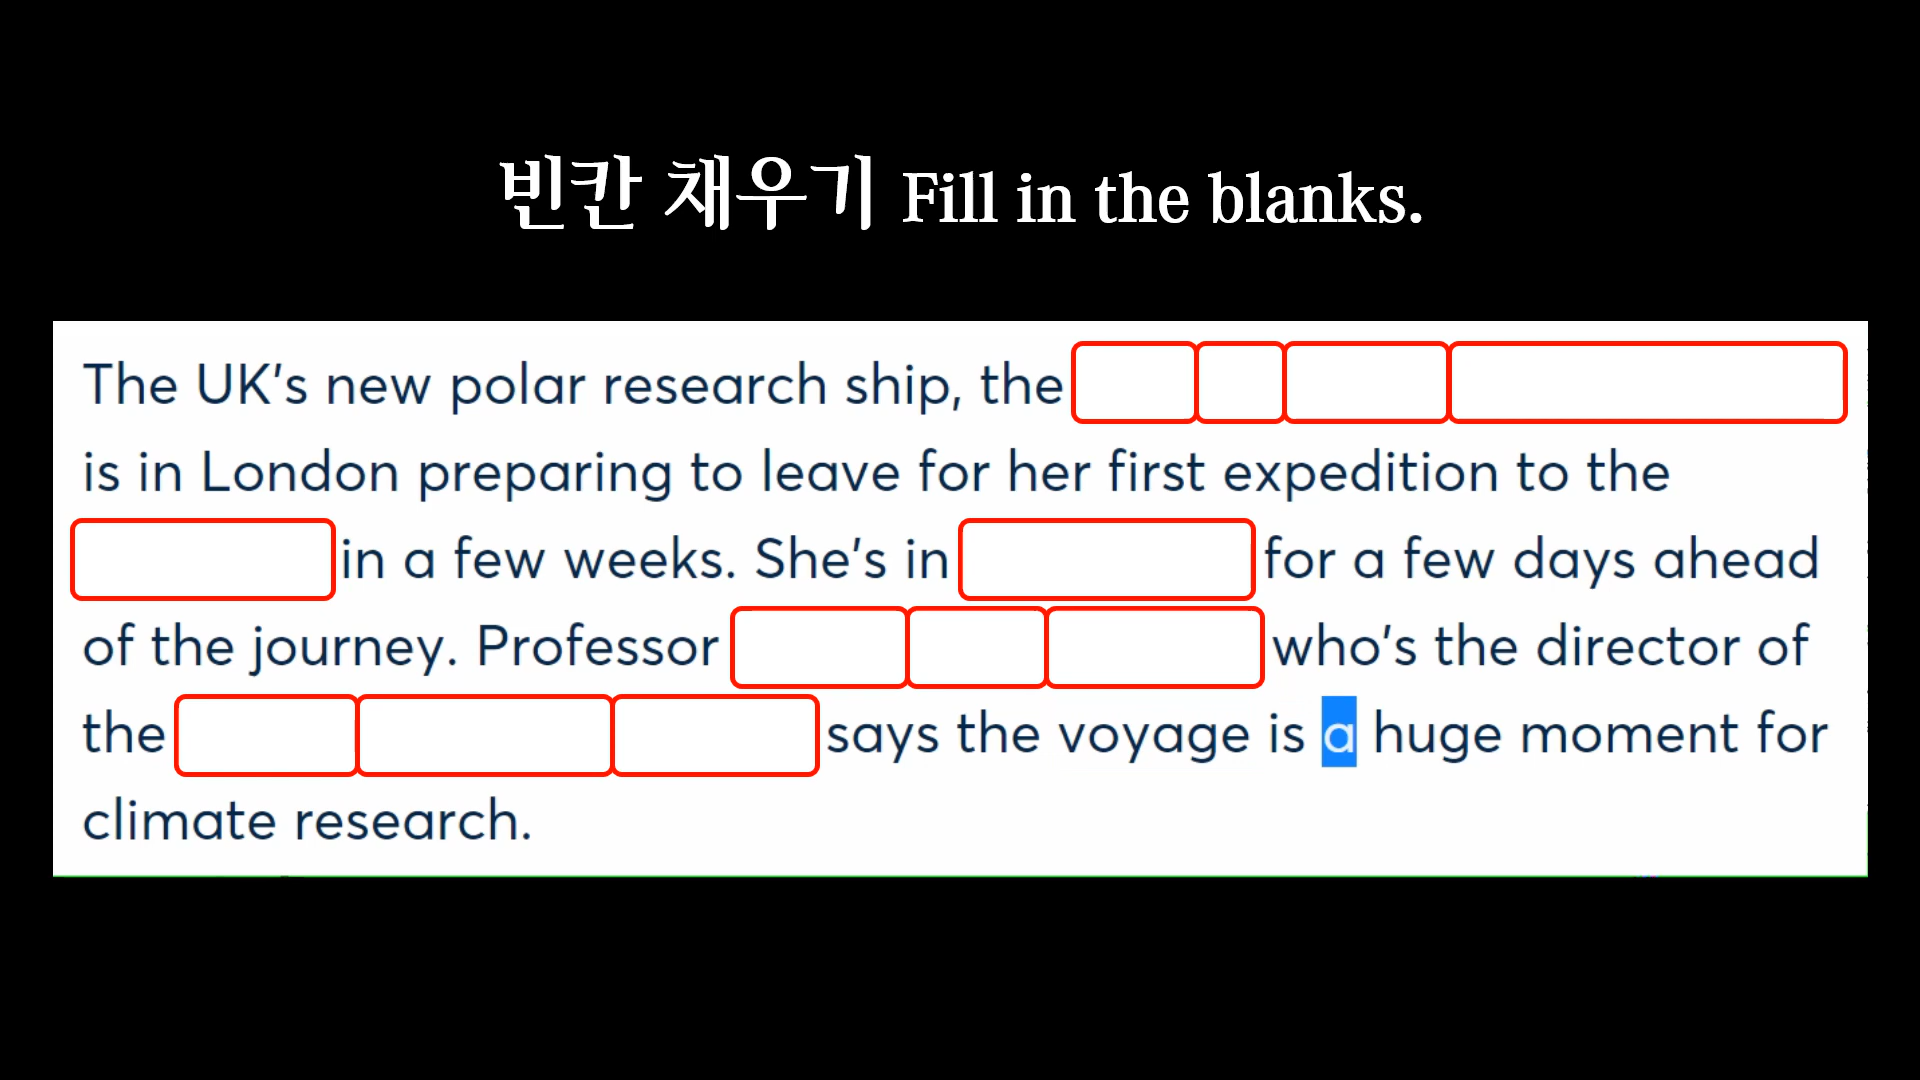 빈칸 채우기 Fill in the blanks.
The UK's new polar research ship, the
is in London preparing to leave for her first expedition to the
in a few weeks. She's in for a few days ahead
of the journey. Professor who's the director of
the says the voyage is a huge moment for
climate research.